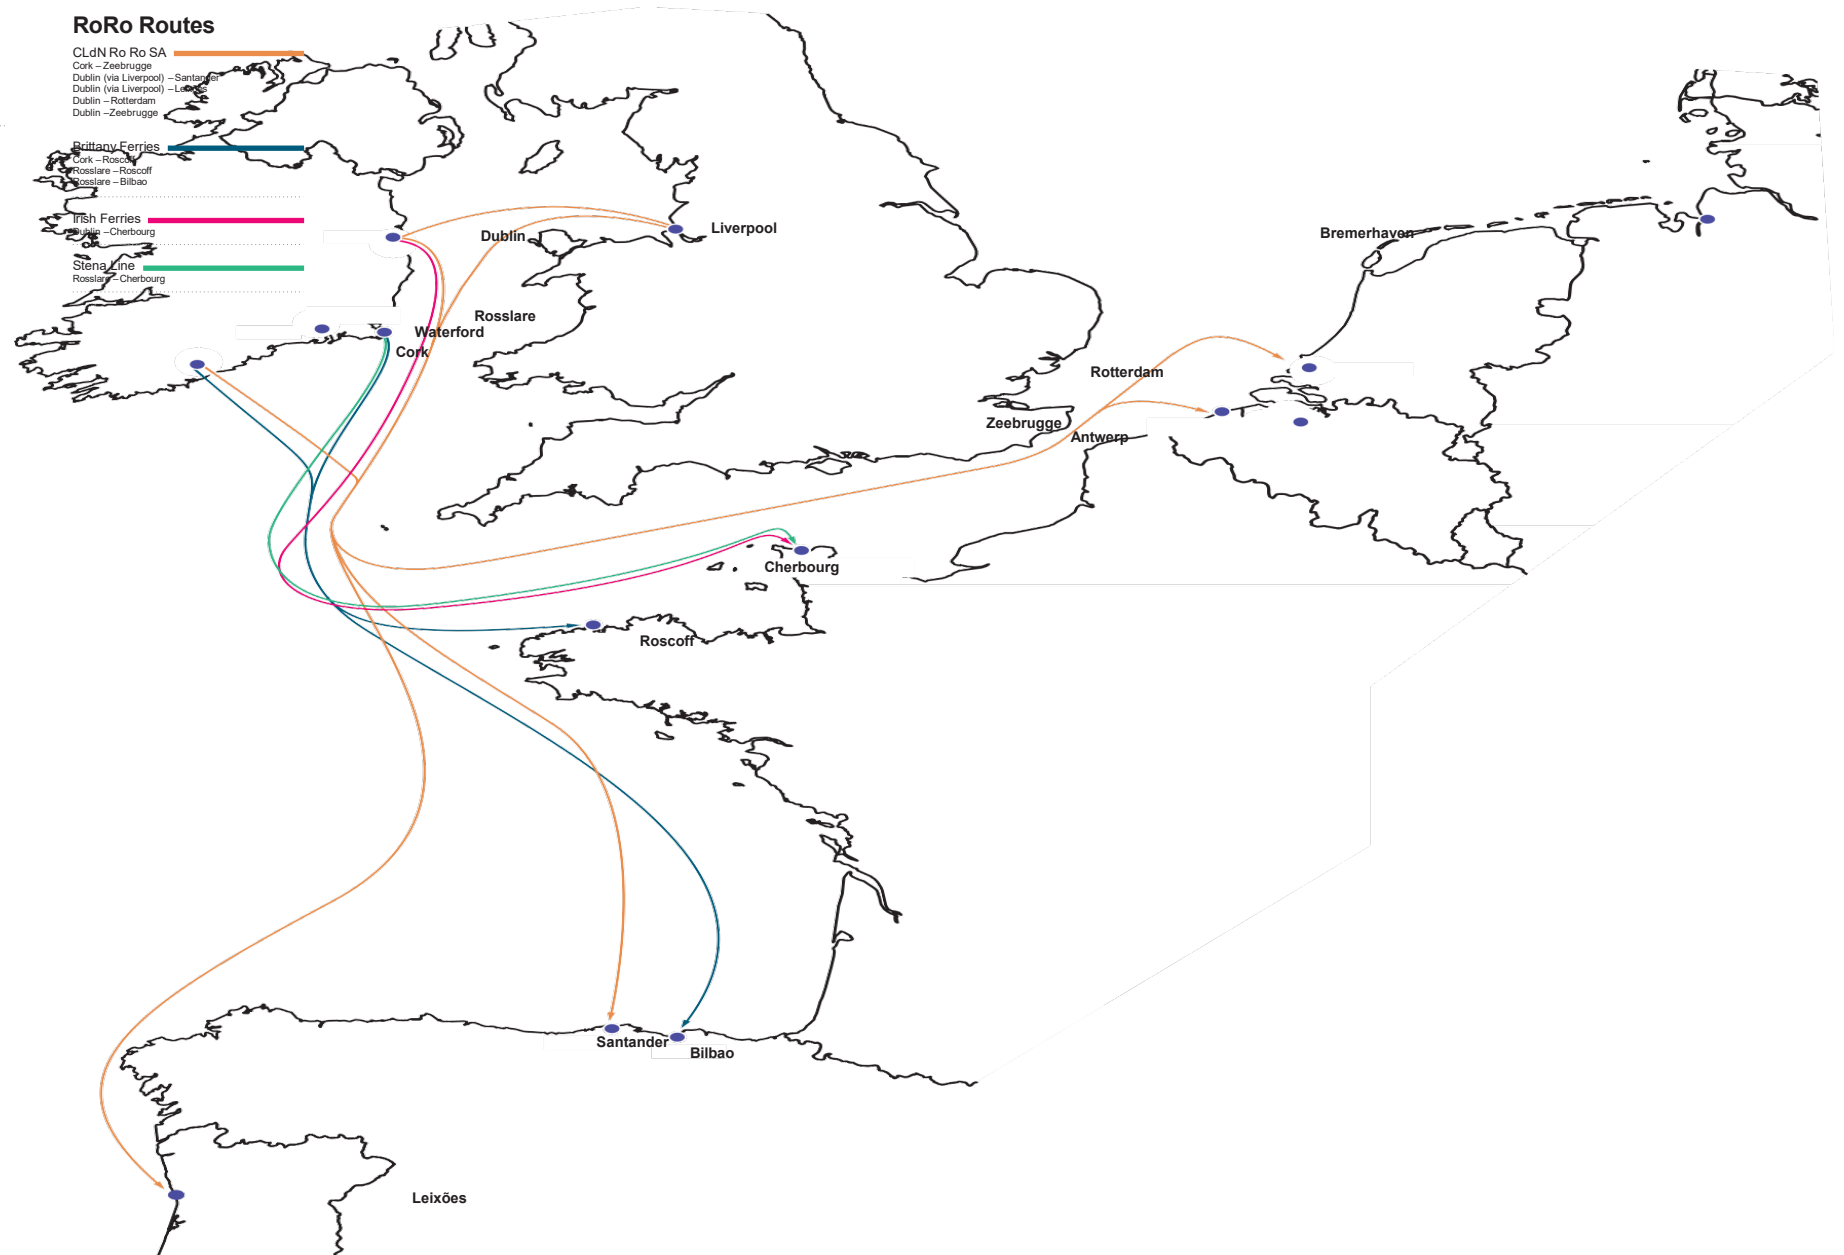 RoRo Routes
CLdN Ro Ro SA
Cork – Zeebrugge
Dublin (via Liverpool) – Santander
Dublin (via Liverpool) – Leixões
Dublin – Rotterdam
Dublin – Zeebrugge
Brittany Ferries
Cork – Roscoff
Rosslare – Roscoff
Rosslare – Bilbao
Irish Ferries
Dublin – Cherbourg
Stena Line
Rosslare – Cherbourg
Dublin
Liverpool
Bremerhaven
Rosslare
Waterford
Cork
Rotterdam
Zeebrugge
Antwerp
Cherbourg
Roscoff
Santander
Bilbao
Leixões